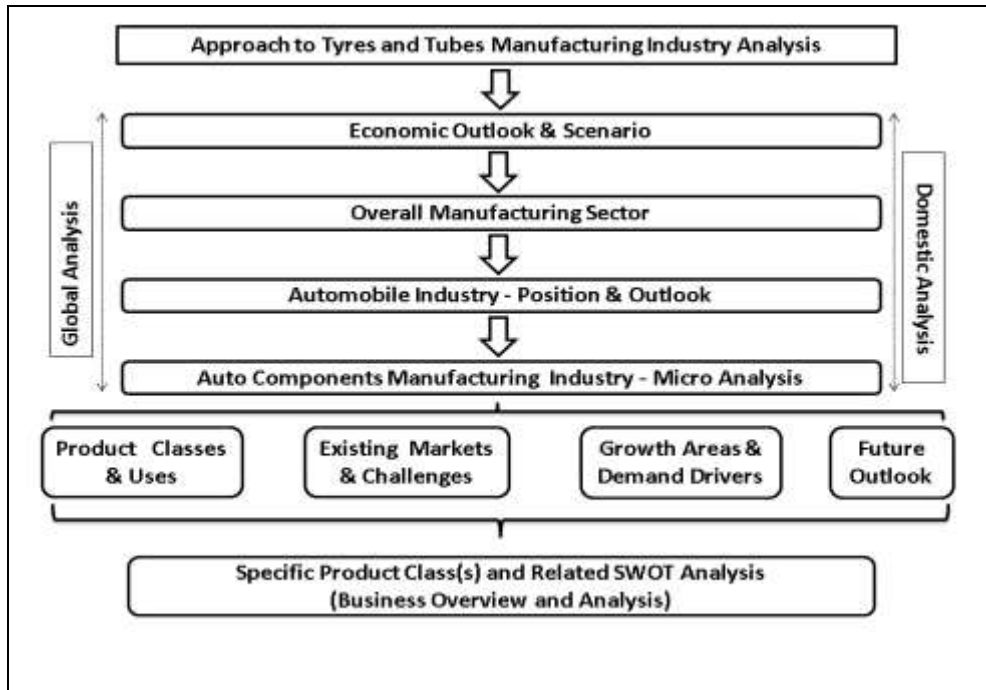 Approach to Tyres and Tubes Manufacturing Industry Analysis
Economic Outlook & Scenario
Overall Manufacturing Sector
Automobile Industry - Position & Outlook
Auto Components Manufacturing Industry - Micro Analysis
Global Analysis
Domestic Analysis
Product Classes
& Uses
Existing Markets
& Challenges
Growth Areas &
Demand Drivers
Future
Outlook
Specific Product Class(s) and Related SWOT Analysis
(Business Overview and Analysis)